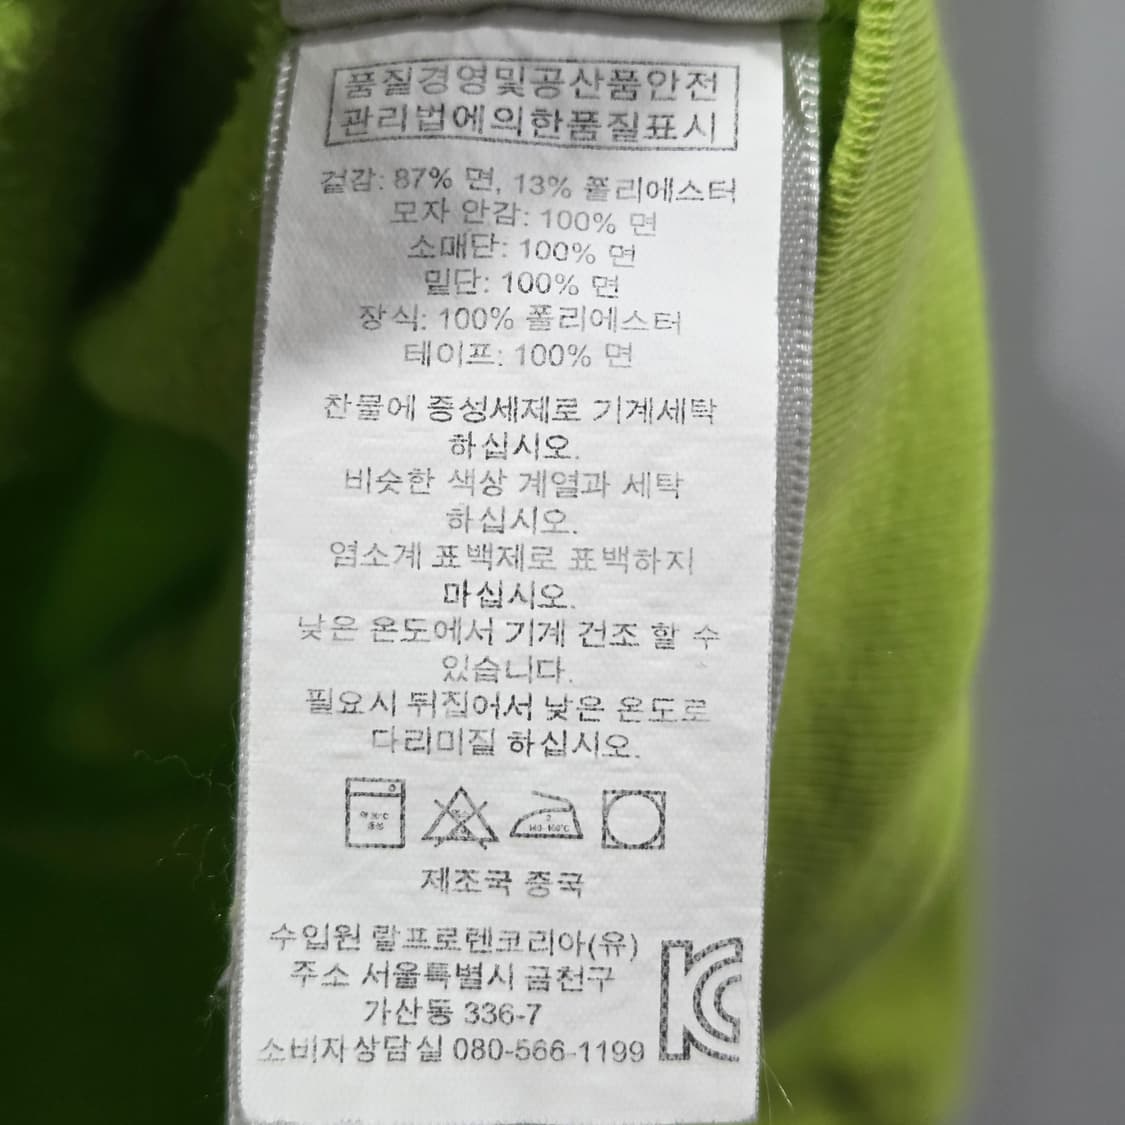 품질경영및공산품안전
관리법에의한품질표시
겉감: 87% 면, 13% 폴리에스터
모자 안감: 100% 면
소매단: 100% 면
밑단: 100% 면
장식: 100% 폴리에스터
테이프: 100% 면
찬물에 중성세제로 기계세탁
하십시오.
비슷한 색상 계열과 세탁
하십시오.
염소계 표백제로 표백하지
마십시오.
낮은 온도에서 기계 건조 할 수
있습니다.
필요시 뒤집어서 낮은 온도로
다리미질 하십시오.
제조국 중국
수입원 랄프로렌코리아(유)
주소 서울특별시 금천구
가산동 336-7
소비자상담실 080-566-1199
KC